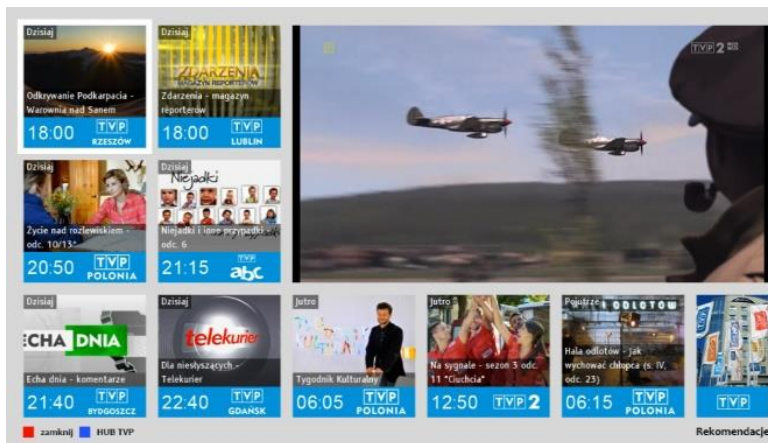 Dzisiaj
Odkrywanie Podkarpacia -
Warownia nad Sanem
18:00 TVP
RZESZÓW
Dzisiaj
ZDARZENIA
MAGAZYN REPORTERÓW
Zdarzenia - magazyn
reporterów
18:00 TVP
LUBLIN
TVP 2
Dzisiaj
Życie nad rozlewiskiem -
odc. 10/13"
20:50 TVP
POLONIA
Dzisiaj
Niejadki
Niejadki i inne przypadki -
odc. 6
21:15 TVP
abc
Dzisiaj
ECHA DNIA
Echa dnia - komentarze
21:40 TVP
BYDGOSZCZ
Dzisiaj
telekurier
Dla niesłyszących -
Telekurier
22:40 TVP
GDAŃSK
Jutro
Tygodnik Kulturalny
06:05 TVP
POLONIA
Jutro
Na sygnale - sezon 3 odc.
11 "Ciuchcia"
12:50 TVP 2
Pojutrze
ODLOTÓW
Hala odlotów - Jak
wychować chłopca (s. IV,
odc. 23)
06:15 TVP
POLONIA
TVP
zamknij HUB TVP
Rekomendacje